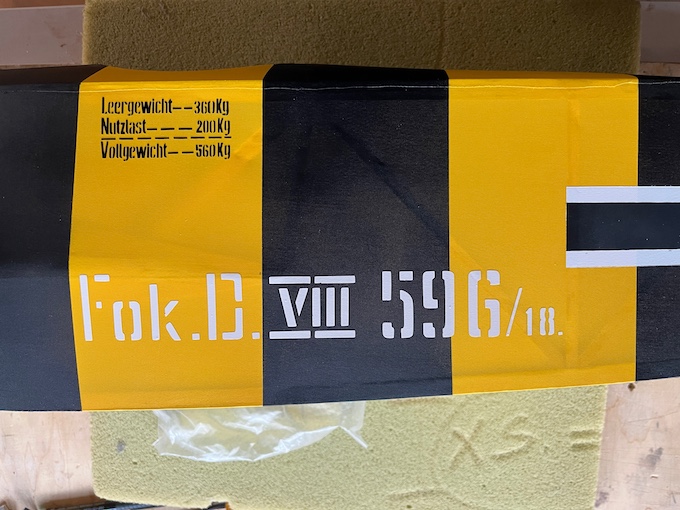 Leergewicht--360Kg
Nutzlast---200Kg
Vollgewicht--560Kg
Fok.D.VIII 596/18.
XS.=